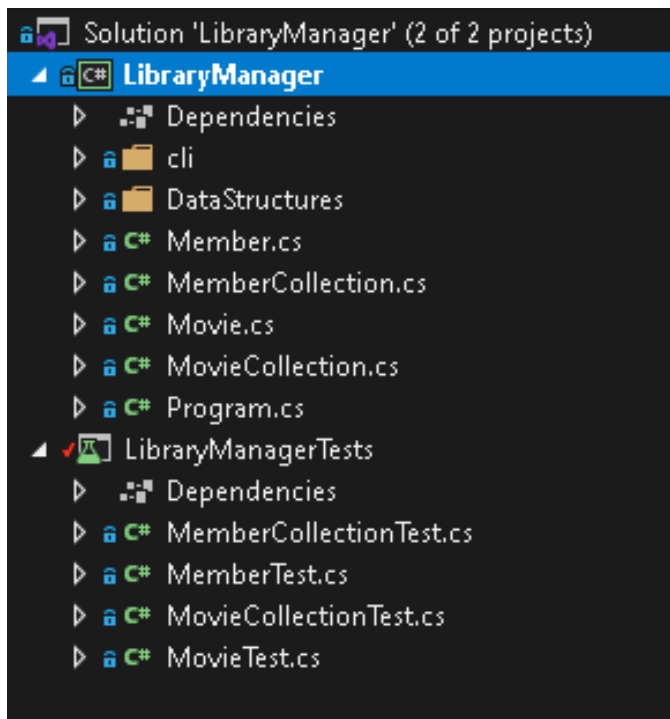 Solution 'LibraryManager' (2 of 2 projects)
C# LibraryManager
Dependencies
cli
DataStructures
C# Member.cs
C# MemberCollection.cs
C# Movie.cs
C# MovieCollection.cs
C# Program.cs
LibraryManagerTests
Dependencies
C# MemberCollectionTest.cs
C# MemberTest.cs
C# MovieCollectionTest.cs
C# MovieTest.cs